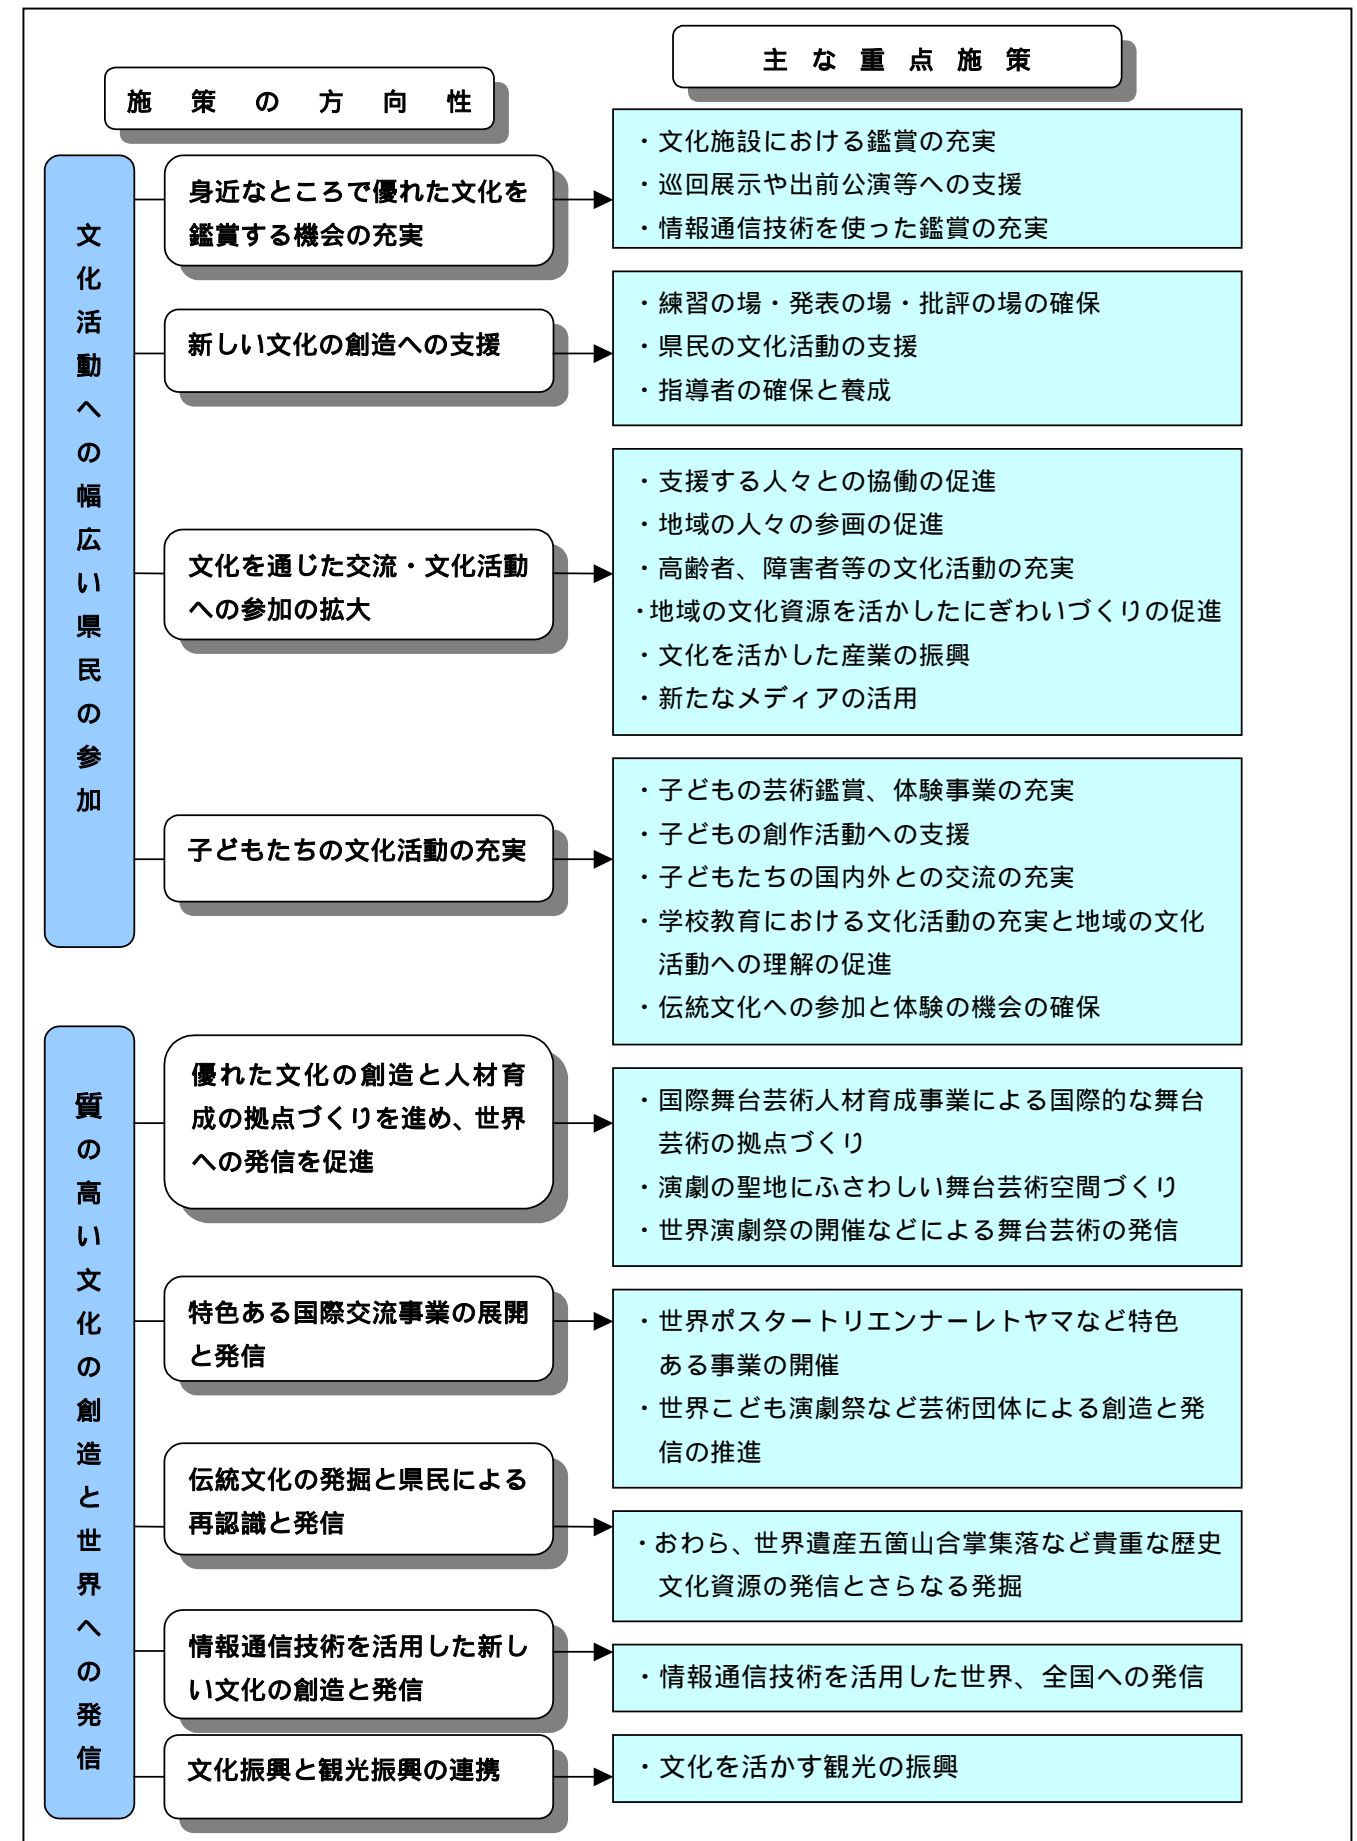 主な重点施策
施策の方向性
文化活動への幅広い県民の参加
身近なところで優れた文化を
鑑賞する機会の充実
・文化施設における鑑賞の充実
・巡回展示や出前公演等への支援
・情報通信技術を使った鑑賞の充実
新しい文化の創造への支援
・練習の場・発表の場・批評の場の確保
・県民の文化活動の支援
・指導者の確保と養成
文化を通じた交流・文化活動
への参加の拡大
・支援する人々との協働の促進
・地域の人々の参画の促進
・高齢者、障害者等の文化活動の充実
・地域の文化資源を活かしたにぎわいづくりの促進
・文化を活かした産業の振興
・新たなメディアの活用
子どもたちの文化活動の充実
・子どもの芸術鑑賞、体験事業の充実
・子どもの創作活動への支援
・子どもたちの国内外との交流の充実
・学校教育における文化活動の充実と地域の文化
活動への理解の促進
・伝統文化への参加と体験の機会の確保
質の高い文化の創造と世界への発信
優れた文化の創造と人材育
成の拠点づくりを進め、世界
への発信を促進
・国際舞台芸術人材育成事業による国際的な舞台
芸術の拠点づくり
・演劇の聖地にふさわしい舞台芸術空間づくり
・世界演劇祭の開催などによる舞台芸術の発信
特色ある国際交流事業の展開
と発信
・世界ポスタートリエンナーレトヤマなど特色
ある事業の開催
・世界こども演劇祭など芸術団体による創造と発
信の推進
伝統文化の発掘と県民による
再認識と発信
・おわら、世界遺産五箇山合掌集落など貴重な歴史
文化資源の発信とさらなる発掘
情報通信技術を活用した新し
い文化の創造と発信
・情報通信技術を活用した世界、全国への発信
文化振興と観光振興の連携
・文化を活かす観光の振興